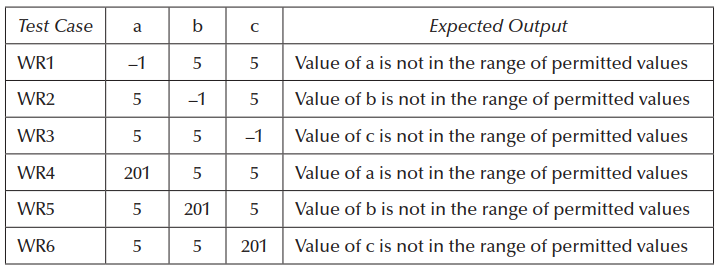 Test Case a b c Expected Output
WR1 –1 5 5 Value of a is not in the range of permitted values
WR2 5 –1 5 Value of b is not in the range of permitted values
WR3 5 5 –1 Value of c is not in the range of permitted values
WR4 201 5 5 Value of a is not in the range of permitted values
WR5 5 201 5 Value of b is not in the range of permitted values
WR6 5 5 201 Value of c is not in the range of permitted values